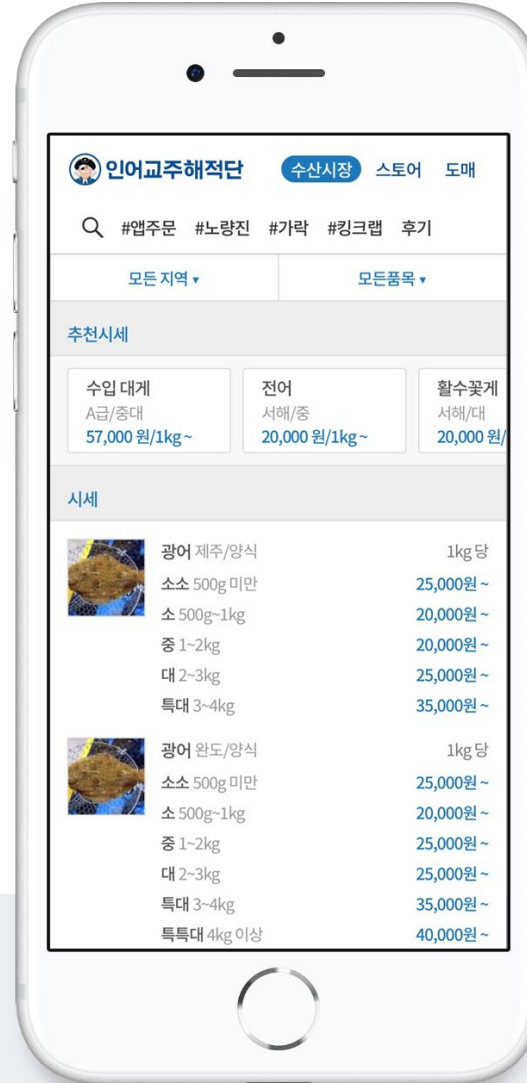 인어교주해적단 수산시장 스토어 도매
#앱주문 #노량진 #가락 #킹크랩 후기
모든 지역 ▾ 모든품목 ▾
추천시세
수입 대게 전어 활수꽃게
A급/중대 서해/중 서해/대
57,000 원/1kg~ 20,000 원/1kg~ 20,000 원/
시세
광어 제주/양식 1kg 당
소소 500g 미만 25,000원 ~
소 500g~1kg 20,000원 ~
중 1~2kg 20,000원 ~
대 2~3kg 25,000원 ~
특대 3~4kg 35,000원 ~
광어 완도/양식 1kg 당
소소 500g 미만 25,000원 ~
소 500g~1kg 20,000원 ~
중 1~2kg 25,000원 ~
대 2~3kg 25,000원 ~
특대 3~4kg 35,000원 ~
특특대 4kg 이상 40,000원 ~